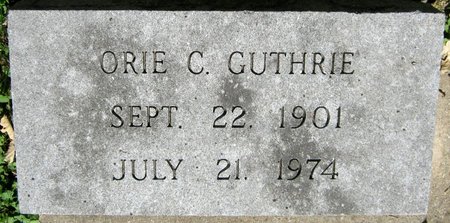 ORIE C. GUTHRIE
SEPT. 22, 1901
JULY 21, 1974